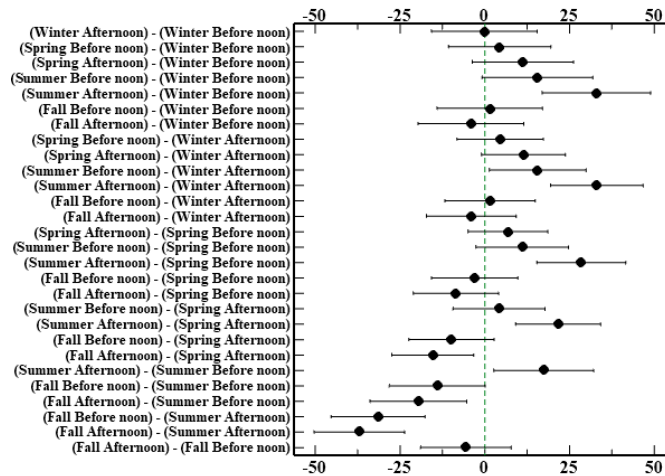 -50 -25 0 25 50
(Winter Afternoon) - (Winter Before noon)
(Spring Before noon) - (Winter Before noon)
(Spring Afternoon) - (Winter Before noon)
(Summer Before noon) - (Winter Before noon)
(Summer Afternoon) - (Winter Before noon)
(Fall Before noon) - (Winter Before noon)
(Fall Afternoon) - (Winter Before noon)
(Spring Before noon) - (Winter Afternoon)
(Spring Afternoon) - (Winter Afternoon)
(Summer Before noon) - (Winter Afternoon)
(Summer Afternoon) - (Winter Afternoon)
(Fall Before noon) - (Winter Afternoon)
(Fall Afternoon) - (Winter Afternoon)
(Spring Afternoon) - (Spring Before noon)
(Summer Before noon) - (Spring Before noon)
(Summer Afternoon) - (Spring Before noon)
(Fall Before noon) - (Spring Before noon)
(Fall Afternoon) - (Spring Before noon)
(Summer Before noon) - (Spring Afternoon)
(Summer Afternoon) - (Spring Afternoon)
(Fall Before noon) - (Spring Afternoon)
(Fall Afternoon) - (Spring Afternoon)
(Summer Afternoon) - (Summer Before noon)
(Fall Before noon) - (Summer Before noon)
(Fall Afternoon) - (Summer Before noon)
(Fall Before noon) - (Summer Afternoon)
(Fall Afternoon) - (Summer Afternoon)
(Fall Afternoon) - (Fall Before noon)
-50 -25 0 25 50